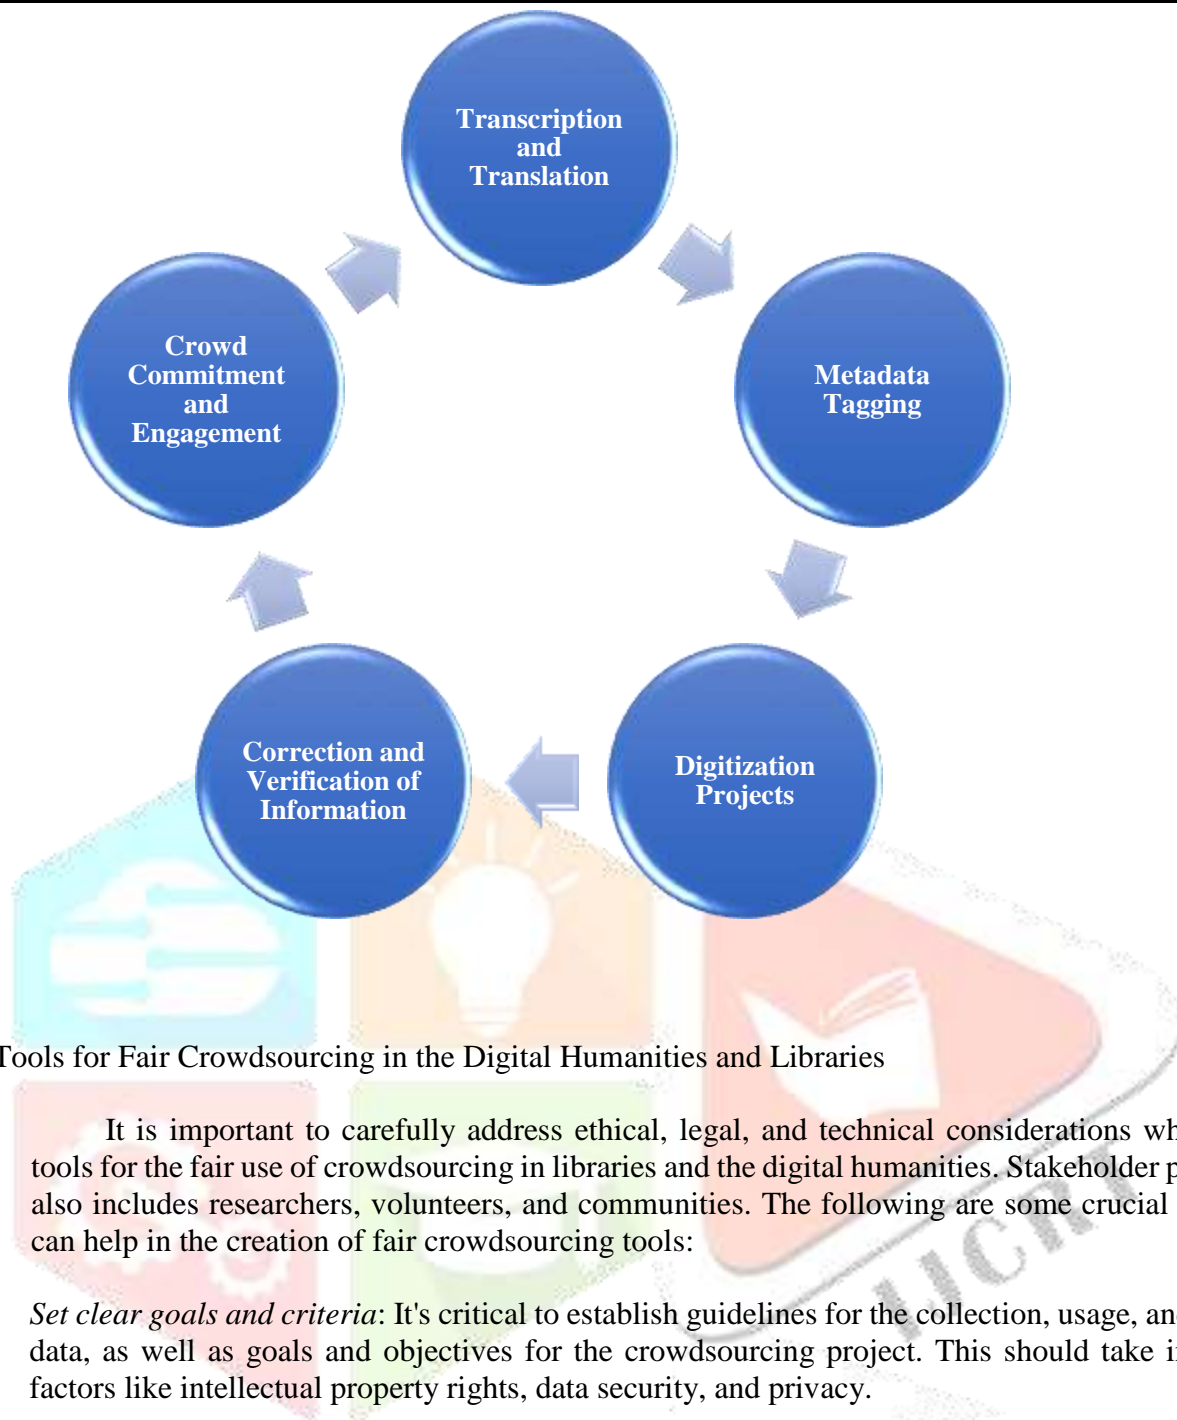 Transcription
and
Translation
Metadata
Tagging
Digitization
Projects
Correction and
Verification of
Information
Crowd
Commitment
and
Engagement
Tools for Fair Crowdsourcing in the Digital Humanities and Libraries
It is important to carefully address ethical, legal, and technical considerations
tools for the fair use of crowdsourcing in libraries and the digital humanities. Stakeholder
also includes researchers, volunteers, and communities. The following are some crucial
can help in the creation of fair crowdsourcing tools:
Set clear goals and criteria: It's critical to establish guidelines for the collection, usage, and
data, as well as goals and objectives for the crowdsourcing project. This should take
factors like intellectual property rights, data security, and privacy.
IJCRT